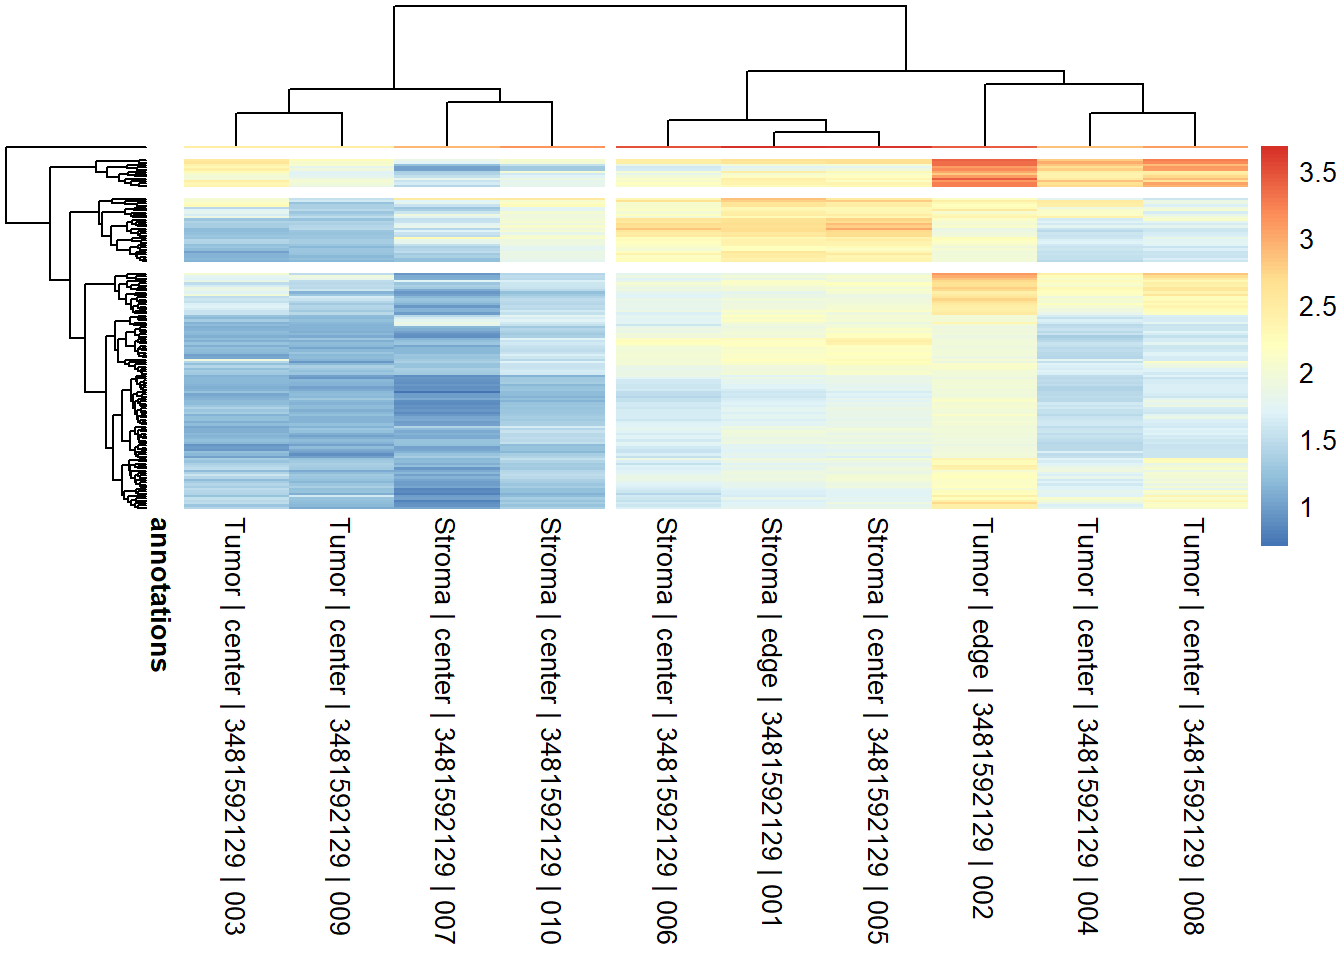 3.5
3
2.5
2
1.5
1
annotations
Tumor | center | 3481592129 | 003
Tumor | center | 3481592129 | 009
Stroma | center | 3481592129 | 007
Stroma | center | 3481592129 | 010
Stroma | center | 3481592129 | 006
Stroma | edge | 3481592129 | 001
Stroma | center | 3481592129 | 005
Tumor | edge | 3481592129 | 002
Tumor | center | 3481592129 | 004
Tumor | center | 3481592129 | 008